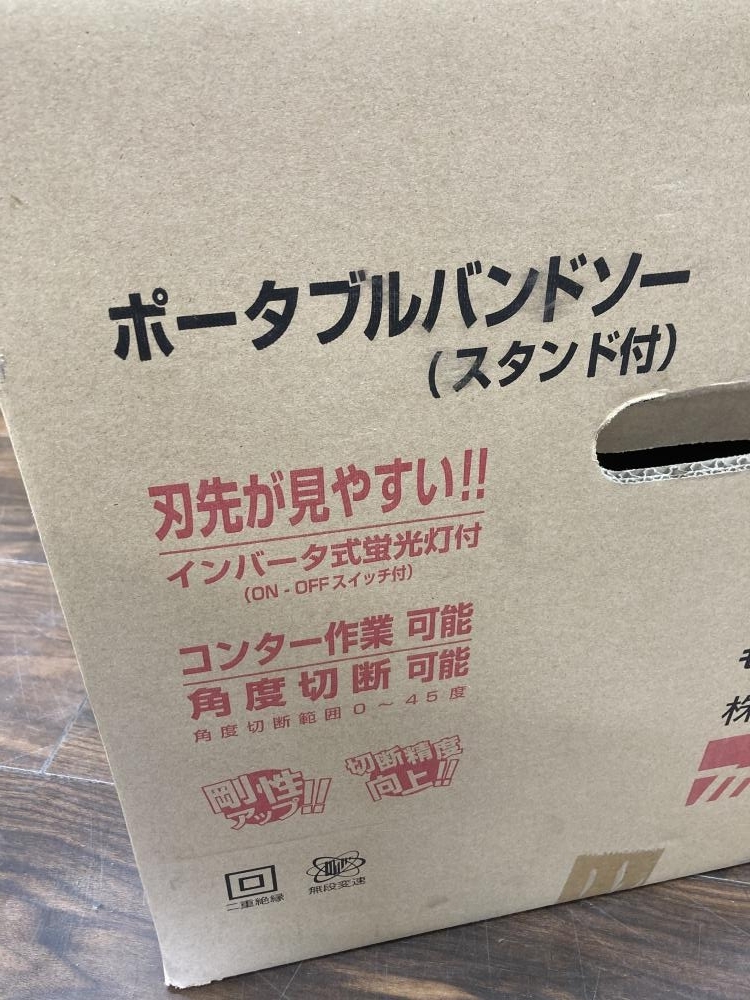 ポータブルバンドソー
(スタンド付)
刃先が見やすい!!
インバータ式蛍光灯付
(ON-OFFスイッチ付)
コンター作業 可能
角度切断 可能
角度切断範囲0～45度
剛性
アップ!!
切断精度
向上!!
二重絶縁
無段変速
株